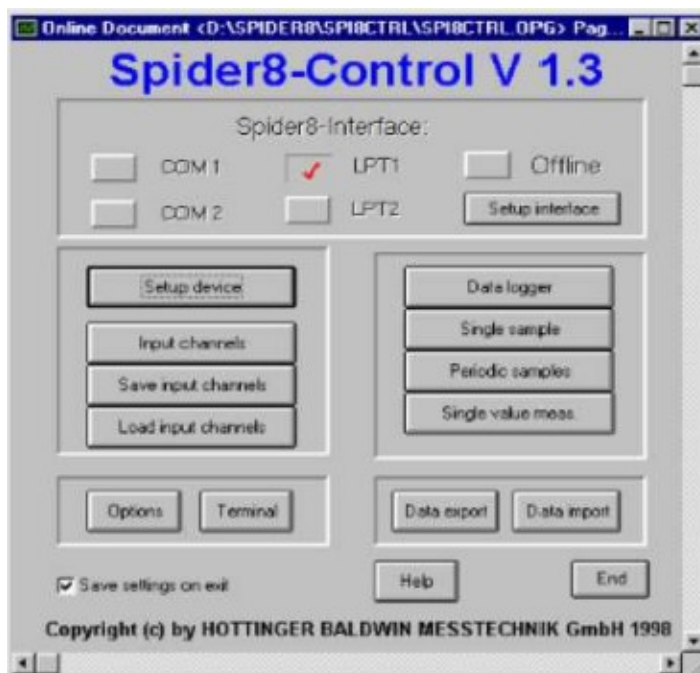 Online Document <D:\SPIDER8\SPI8CTRL\SPI8CTRL.OPG> Pag...
Spider8-Control V 1.3
Spider8-Interface:
COM 1 LPT1 Offline
COM 2 LPT2 Setup interface
Setup device
Input channels
Save input channels
Load input channels
Data logger
Single sample
Periodic samples
Single value meas.
Options Terminal
Data export Data import
Save settings on exit
Help End
Copyright (c) by HOTTINGER BALDWIN MESSTECHNIK GmbH 1998